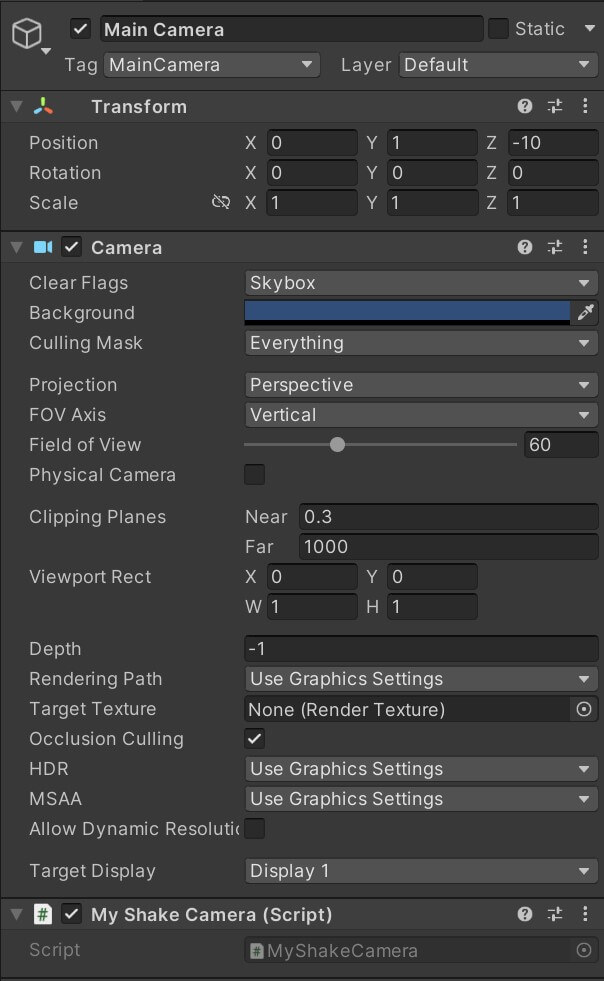 Main Camera Static
Tag MainCamera Layer Default
Transform
Position X 0 Y 1 Z -10
Rotation X 0 Y 0 Z 0
Scale X 1 Y 1 Z 1
Camera
Clear Flags Skybox
Background
Culling Mask Everything
Projection Perspective
FOV Axis Vertical
Field of View 60
Physical Camera
Clipping Planes Near 0.3
Far 1000
Viewport Rect X 0 Y 0
W 1 H 1
Depth -1
Rendering Path Use Graphics Settings
Target Texture None (Render Texture)
Occlusion Culling
HDR Use Graphics Settings
MSAA Use Graphics Settings
Allow Dynamic Resolutic
Target Display Display 1
# My Shake Camera (Script)
Script # MyShakeCamera